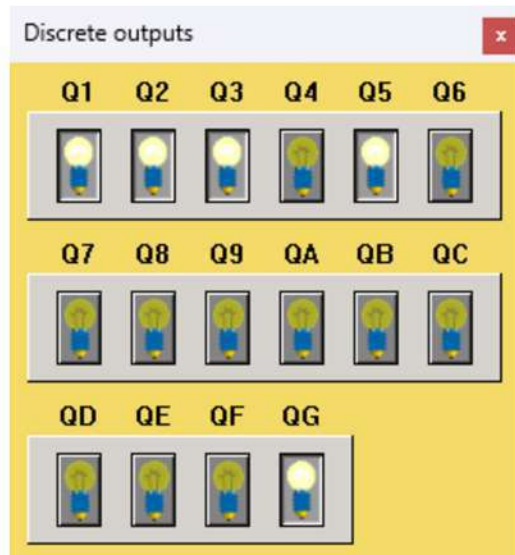 Discrete outputs x
Q1 Q2 Q3 Q4 Q5 Q6
Q7 Q8 Q9 QA QB QC
QD QE QF QG